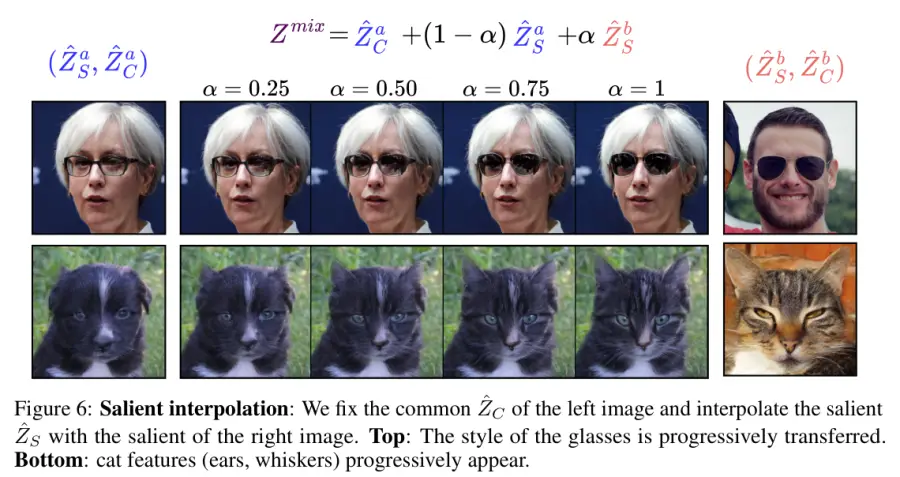 Z^{mix} = \hat{Z}_C^a + (1 − α) \hat{Z}_S^a + α \hat{Z}_S^b
(\hat{Z}_S^a, \hat{Z}_C^a)
(\hat{Z}_S^b, \hat{Z}_C^b)
α = 0.25 α = 0.50 α = 0.75 α = 1
Figure 6: Salient interpolation: We fix the common \hat{Z}_C of the left image and interpolate the salient
\hat{Z}_S with the salient of the right image. Top: The style of the glasses is progressively transferred.
Bottom: cat features (ears, whiskers) progressively appear.